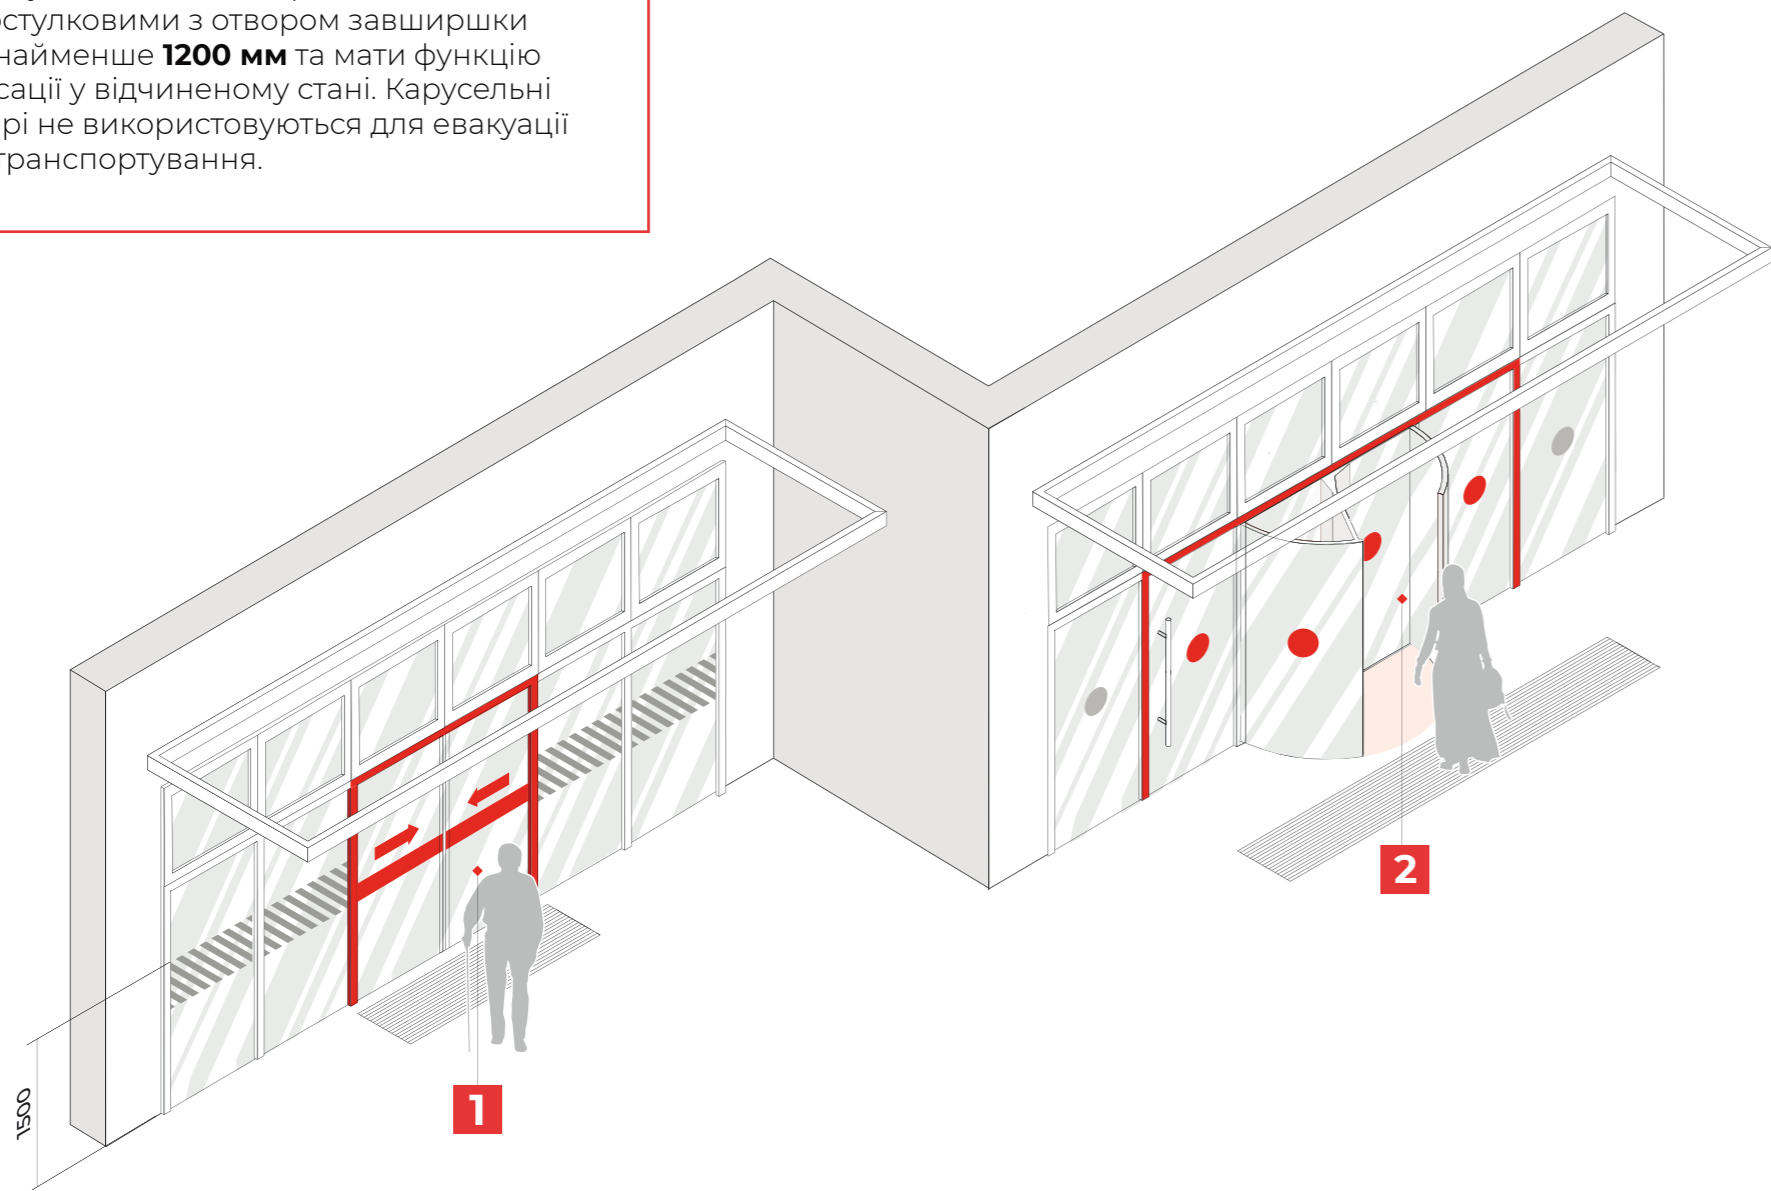 остулковими з отвором завширшки
найменше 1200 мм та мати функцію
сації у відчиненому стані. Карусельні
рі не використовуються для евакуації
транспортування.
2
1
1500